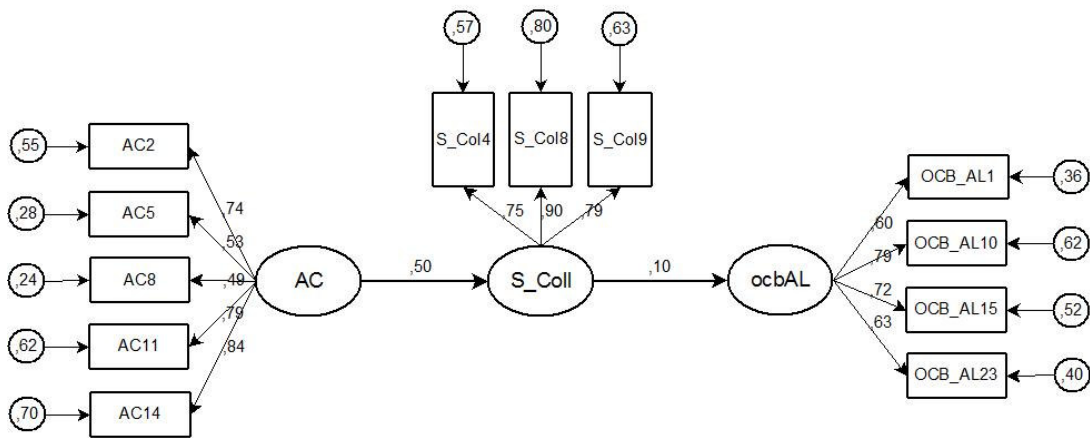 ,57
,80
,63
S_Col4
S_Col8
S_Col9
,75
,90
,79
,55
AC2
,28
AC5
,24
AC8
,62
AC11
,70
AC14
,74
,53
,49
,79
,84
AC
,50
S_Coll
,10
ocbAL
,60
,79
,72
,63
OCB_AL1
,36
OCB_AL10
,62
OCB_AL15
,52
OCB_AL23
,40